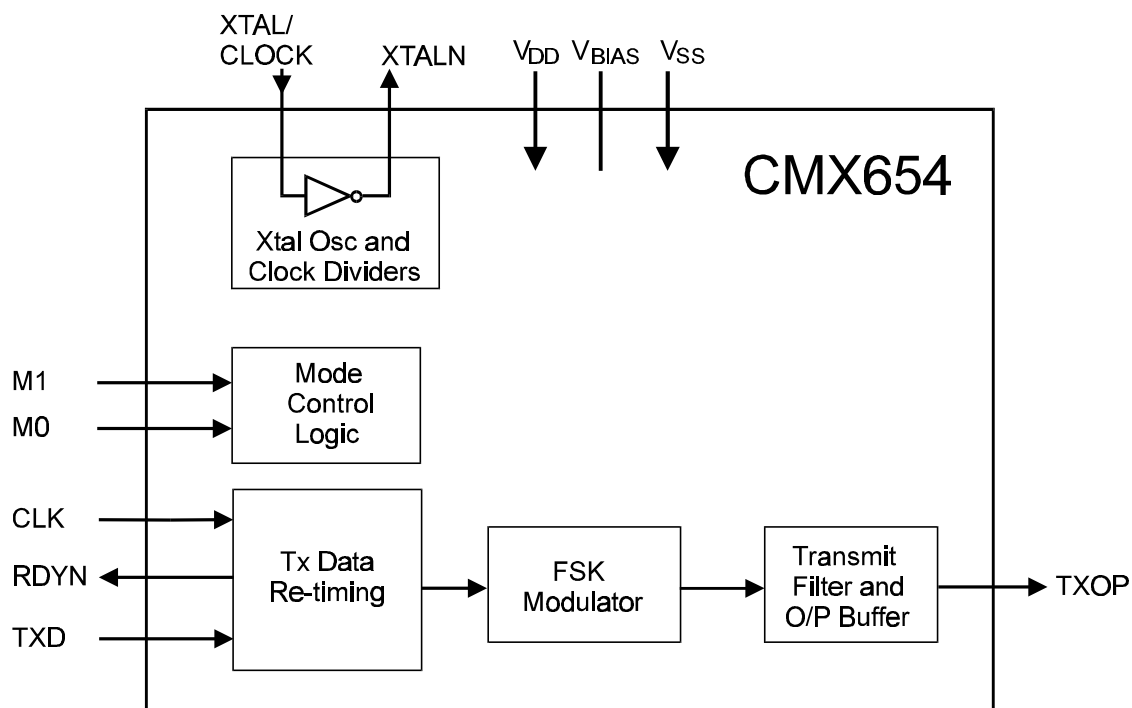 XTAL/
CLOCK
XTALN
VDD
VBIAS
VSS
CMX654
Xtal Osc and
Clock Dividers
M1
M0
Mode
Control
Logic
CLK
RDYN
TXD
Tx Data
Re-timing
FSK
Modulator
Transmit
Filter and
O/P Buffer
TXOP